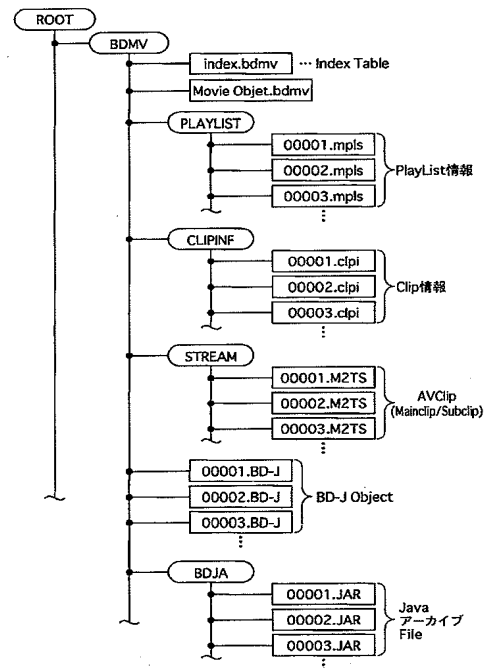 ROOT
BDMV
index.bdmv ··· Index Table
Movie Objet.bdmv
PLAYLIST
00001.mpls
00002.mpls
00003.mpls
PlayList情報
CLIPINF
00001.clpi
00002.clpi
00003.clpi
Clip情報
STREAM
00001.M2TS
00002.M2TS
00003.M2TS
AVClip
(Mainclip/Subclip)
00001.BD-J
00002.BD-J
00003.BD-J
BD-J Object
BDJA
00001.JAR
00002.JAR
00003.JAR
Java
アーカイブ
File